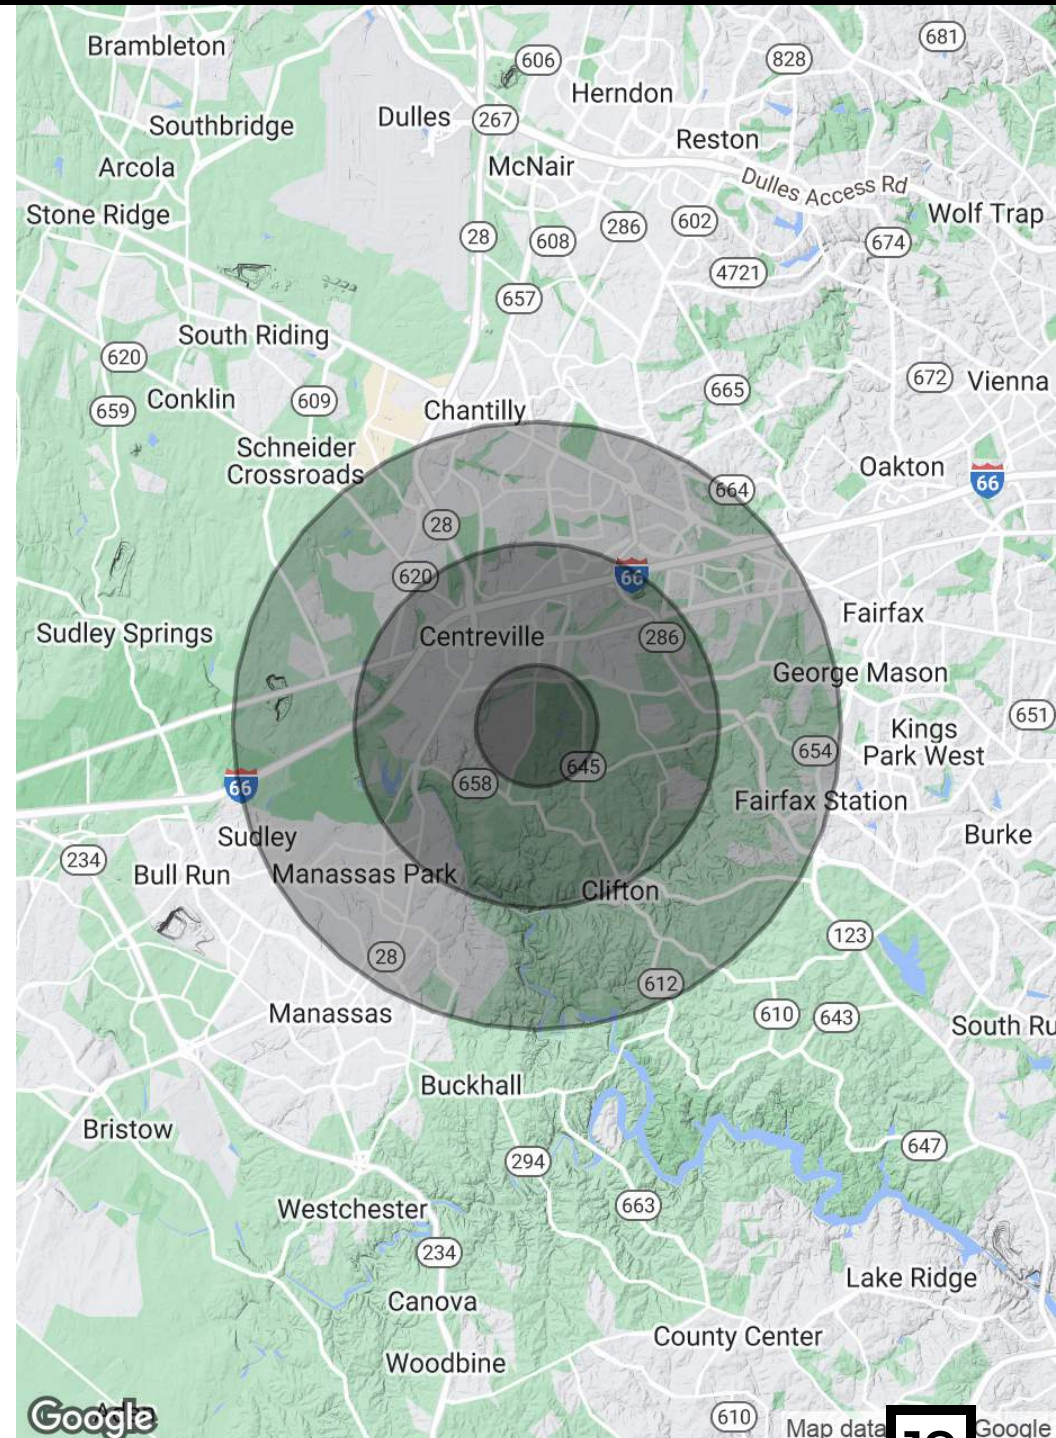 Brambleton
681
606
828
Herndon
Dulles
267
Southbridge
Reston
Arcola
McNair
Dulles Access Rd
Stone Ridge
Wolf Trap
28
608
286
602
674
4721
657
South Riding
620
665
672
Vienna
659
Conklin
609
Chantilly
Schneider
Crossroads
Oakton
66
664
28
620
66
Fairfax
Sudley Springs
Centreville
286
George Mason
651
Kings
Park West
654
645
658
66
Fairfax Station
Sudley
Burke
234
Bull Run
Manassas Park
Clifton
123
28
612
Manassas
610
643
South Ru
Buckhall
Bristow
647
294
Westchester
663
234
Lake Ridge
Canova
County Center
Woodbine
Google
610
Map data
Google